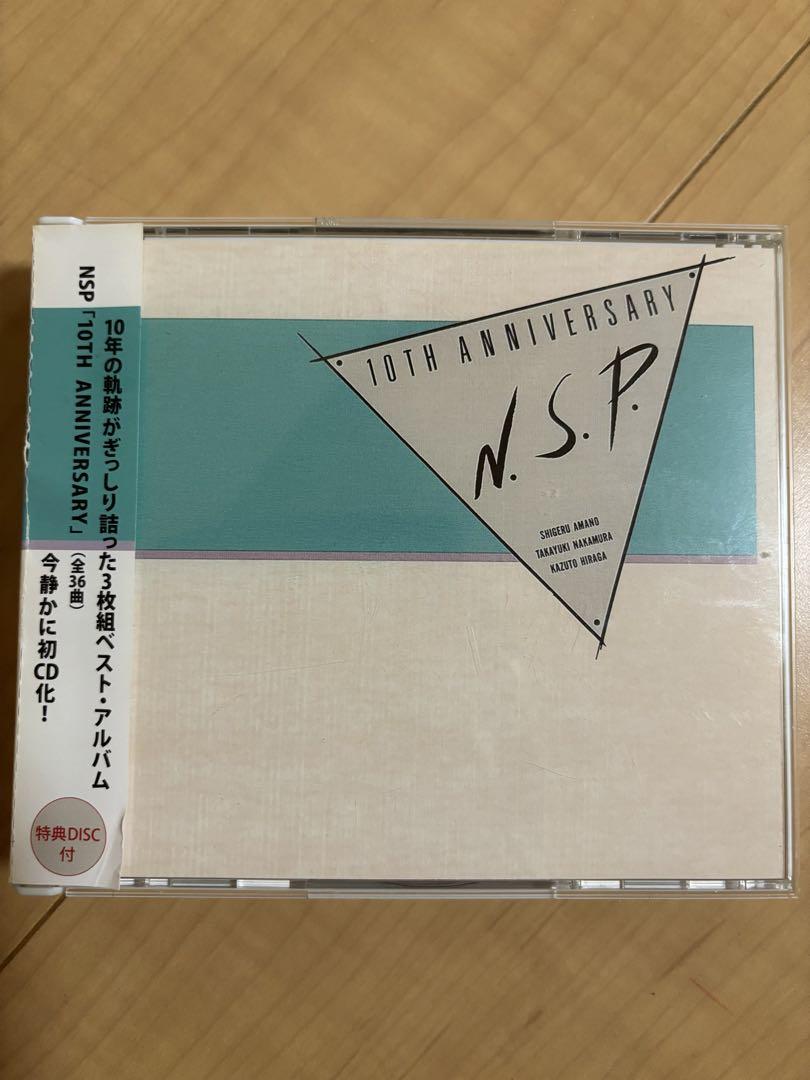 10年の軌跡がぎっしり詰った3枚組ベスト・アルバム
NSP「10TH ANNIVERSARY」(全36曲)今静かに初CD化!
特典DISC
付
10TH ANNIVERSARY
N.S.P.
SHIGERU AMANO
TAKAYUKI NAKAMURA
KAZUTO HIRAGA